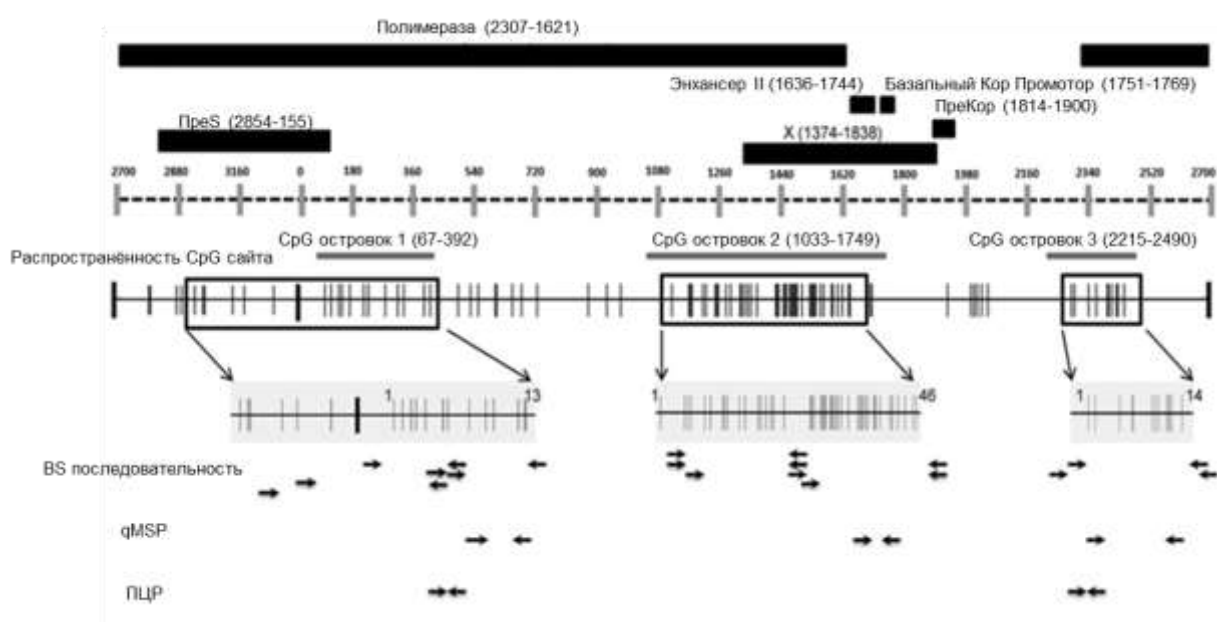 Полимераза (2307-1621)
Энхансер II (1636-1744) Базальный Кор Промотор (1751-1769)
ПреКор (1814-1900)
ПреS (2854-155)
X (1374-1838)
2700 2880 3160 0 180 360 540 720 900 1080 1260 1440 1620 1800 1980 2160 2340 2520 2700
CpG островок 1 (67-392) CpG островок 2 (1033-1749) CpG островок 3 (2215-2490)
Распространённость CpG сайта
1 13 1 46 1 14
BS последовательность
qMSP
ПЦР